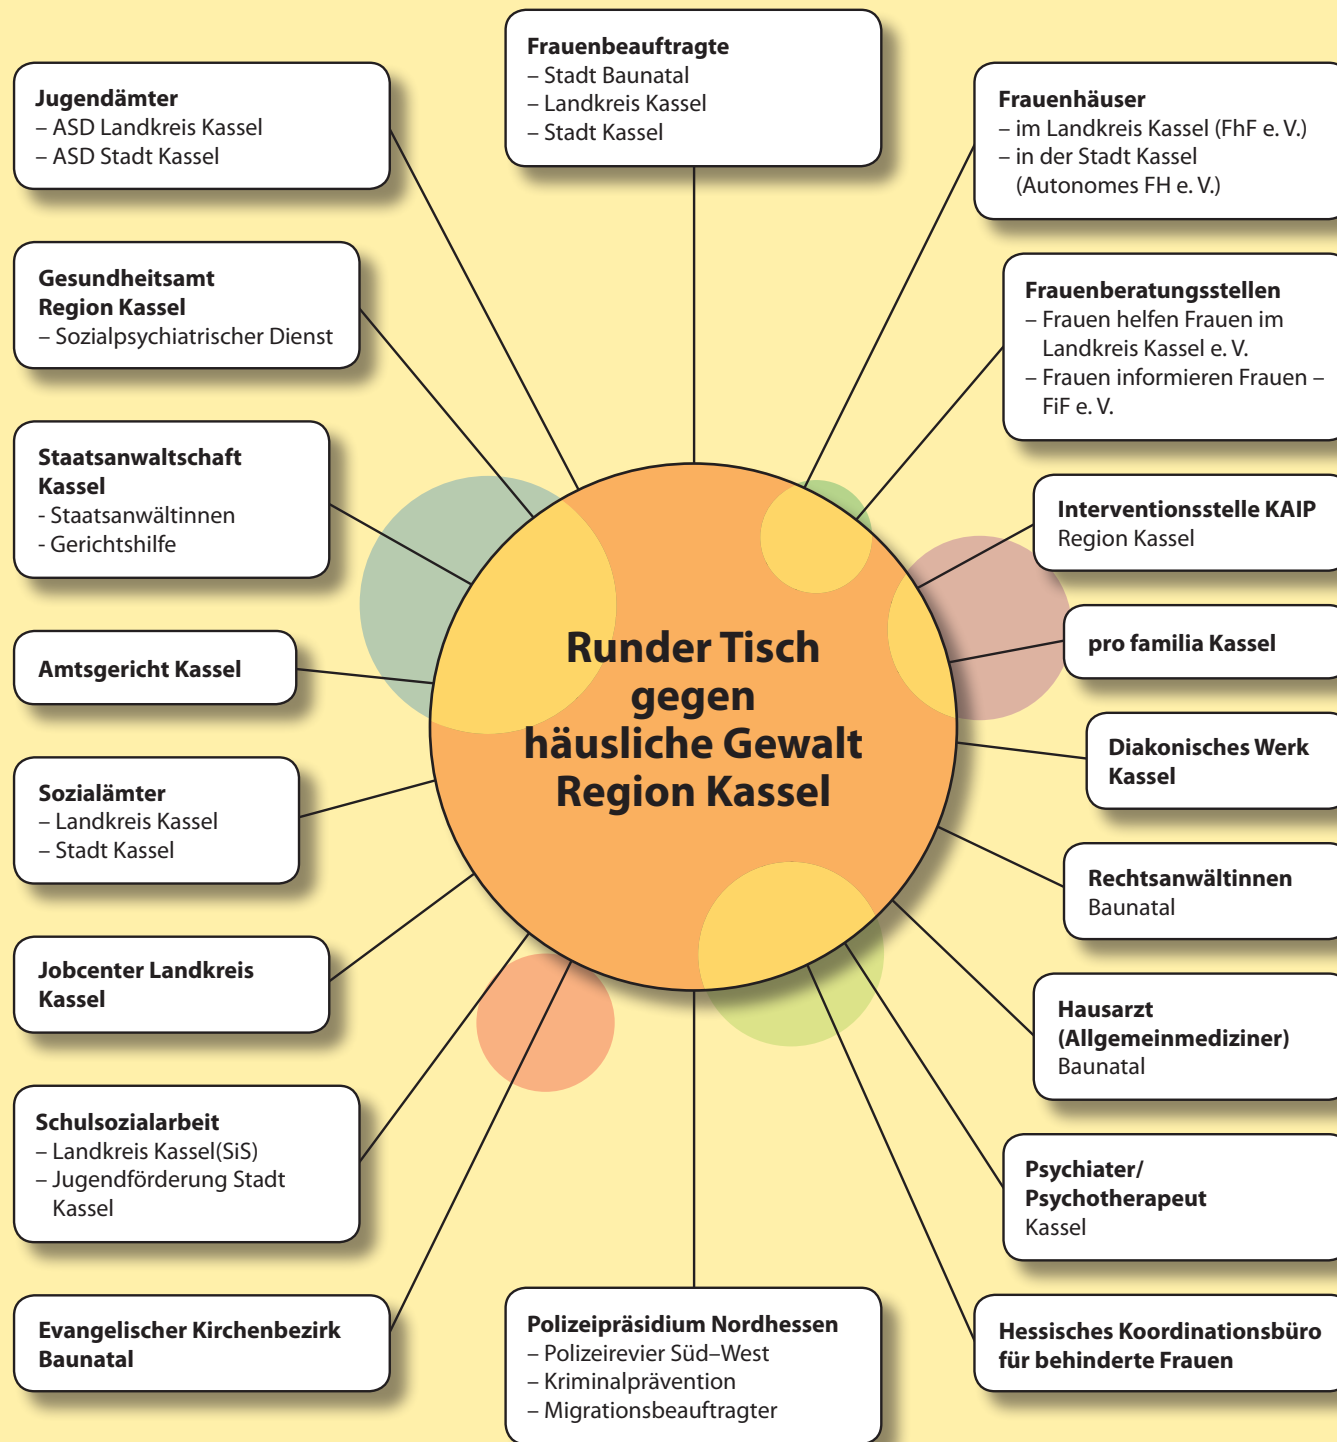 Frauenbeauftragte
– Stadt Baunatal
– Landkreis Kassel
– Stadt Kassel
Jugendämter
– ASD Landkreis Kassel
– ASD Stadt Kassel
Frauenhäuser
– im Landkreis Kassel (FhF e. V.)
– in der Stadt Kassel
(Autonomes FH e. V.)
Gesundheitsamt
Region Kassel
– Sozialpsychiatrischer Dienst
Frauenberatungsstellen
– Frauen helfen Frauen im
Landkreis Kassel e. V.
– Frauen informieren Frauen –
FiF e. V.
Staatsanwaltschaft
Kassel
- Staatsanwältinnen
- Gerichtshilfe
Interventionsstelle KAIP
Region Kassel
Amtsgericht Kassel
pro familia Kassel
Runder Tisch
gegen
häusliche Gewalt
Region Kassel
Diakonisches Werk
Kassel
Sozialämter
– Landkreis Kassel
– Stadt Kassel
Rechtsanwältinnen
Baunatal
Jobcenter Landkreis
Kassel
Hausarzt
(Allgemeinmediziner)
Baunatal
Schulsozialarbeit
– Landkreis Kassel(SiS)
– Jugendförderung Stadt
Kassel
Psychiater/
Psychotherapeut
Kassel
Evangelischer Kirchenbezirk
Baunatal
Polizeipräsidium Nordhessen
– Polizeirevier Süd–West
– Kriminalprävention
– Migrationsbeauftragter
Hessisches Koordinationsbüro
für behinderte Frauen